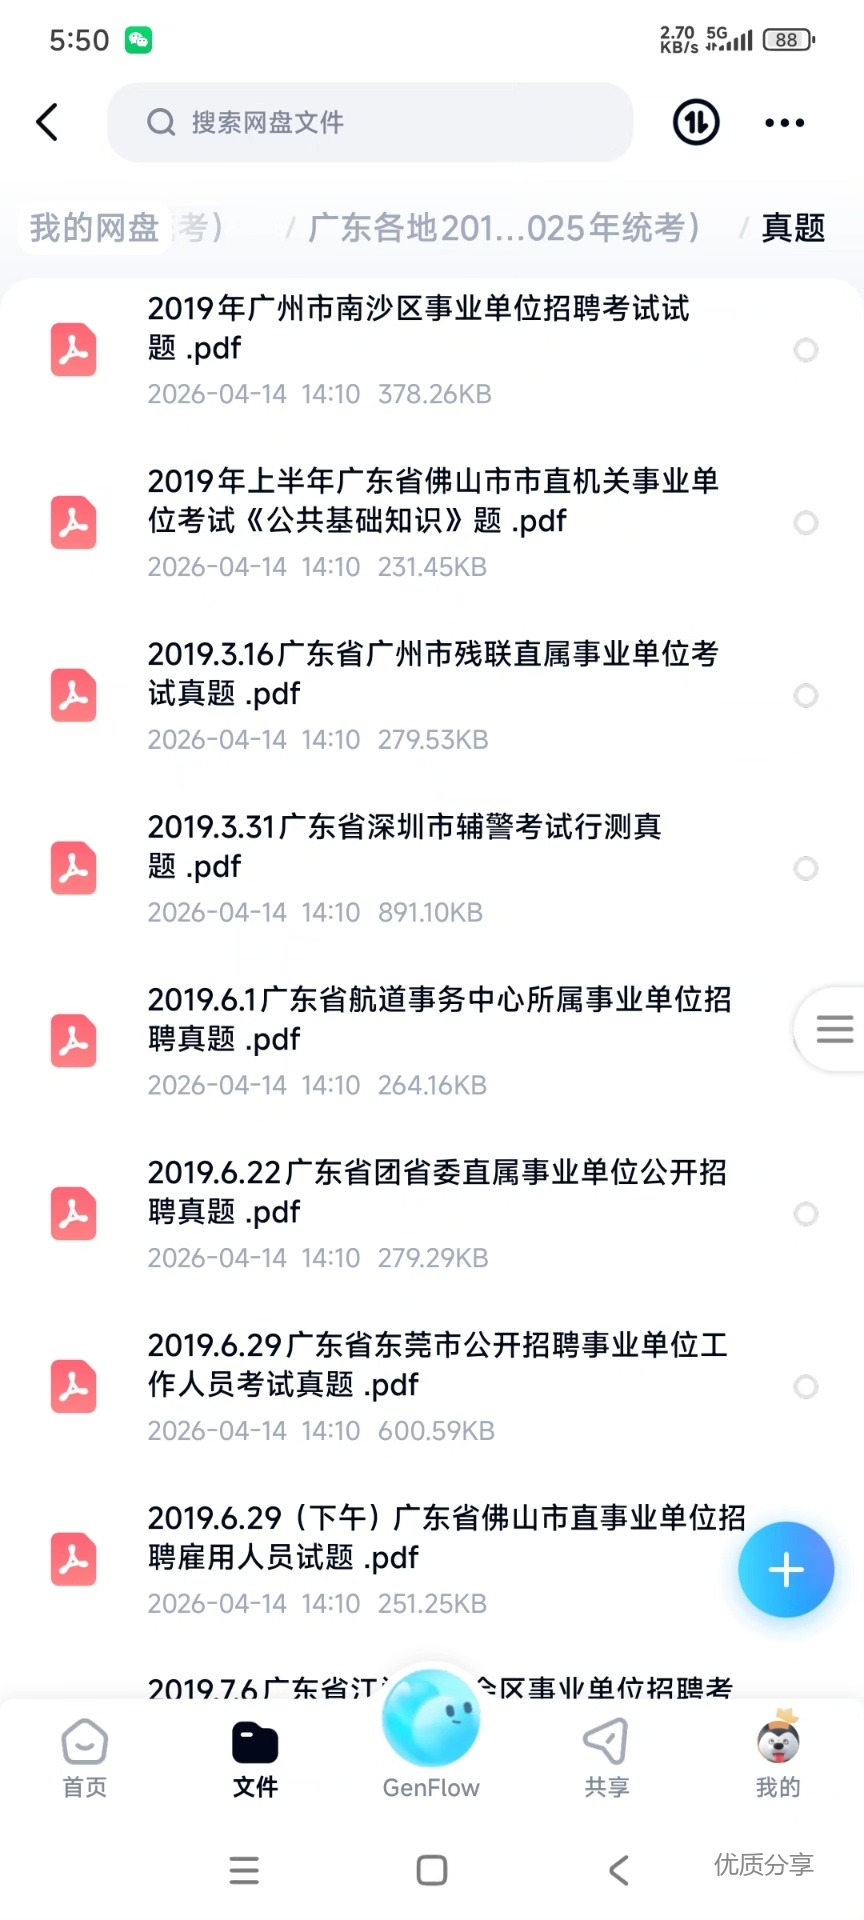 5:50
2.70 KB/s 5G 88
搜索网盘文件
我的网盘 考） / 广东各地201...025年统考） / 真题
2019年广州市南沙区事业单位招聘考试试
题 .pdf
2026-04-14 14:10 378.26KB
2019年上半年广东省佛山市市直机关事业单
位考试《公共基础知识》题 .pdf
2026-04-14 14:10 231.45KB
2019.3.16广东省广州市残联直属事业单位考
试真题 .pdf
2026-04-14 14:10 279.53KB
2019.3.31广东省深圳市辅警考试行测真
题 .pdf
2026-04-14 14:10 891.10KB
2019.6.1广东省航道事务中心所属事业单位招
聘真题 .pdf
2026-04-14 14:10 264.16KB
2019.6.22广东省团省委直属事业单位公开招
聘真题 .pdf
2026-04-14 14:10 279.29KB
2019.6.29广东省东莞市公开招聘事业单位工
作人员考试真题 .pdf
2026-04-14 14:10 600.59KB
2019.6.29（下午）广东省佛山市直事业单位招
聘雇用人员试题 .pdf
2026-04-14 14:10 251.25KB
2019.7.6广东省江 区事业单位招聘考
首页 文件 GenFlow 共享 我的
优质分享